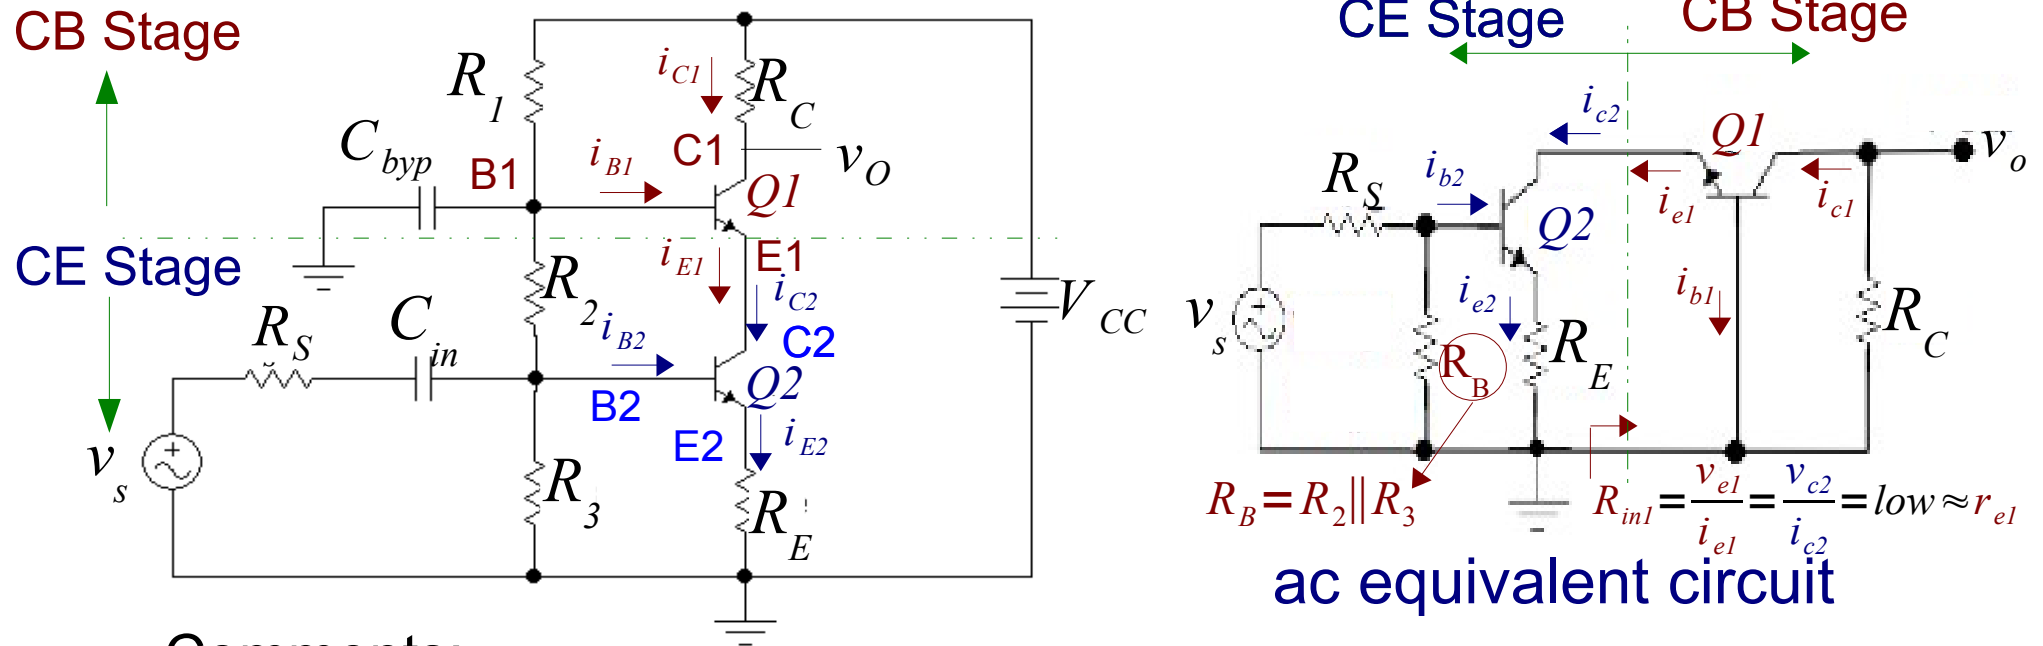 CB Stage
R1
iC1
RC
Cbyp
B1
iB1
C1
vO
Q1
CE Stage
iE1
E1
R2
iC2
VCC
RS
Cin
iB2
C2
Q2
B2
vs
E2
iE2
R3
RE
CE Stage
CB Stage
ic2
Q1
vo
RS
ib2
Q2
ie1
ic1
vs
ie2
ib1
RB
RE
RC
RB = R2||R3
Rin1 = ve1/ie1 = vc2/ic2 = low ≈ re1
ac equivalent circuit